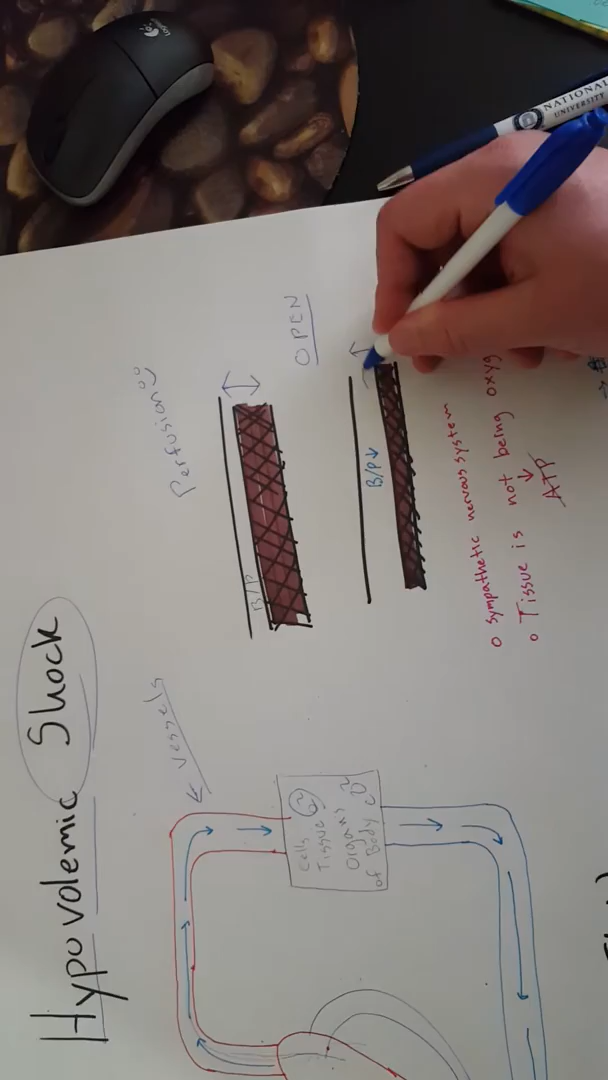 Hypovolemic Shock
Vessels
Perfusion
B/P
OPEN
B/P↓
o Sympathetic nervous system
o Tissue is not being oxyg
ATP
Cells
Tissue
Organs
of Body
Logitech
NATIONAL
UNIVERSITY